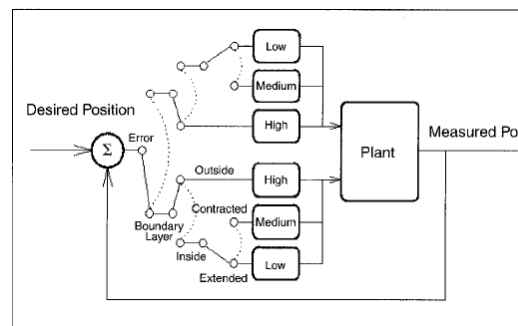 Low
Medium
Desired Position
High
Error
Σ
Plant
Measured Po
Outside
High
Contracted
Medium
Boundary
Layer
Inside
Low
Extended